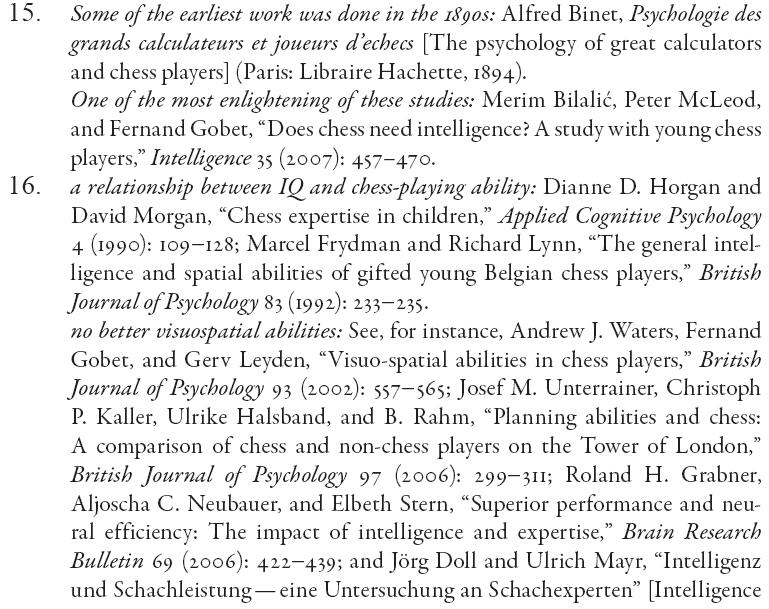 15. Some of the earliest work was done in the 1890s: Alfred Binet, Psychologie des
grands calculateurs et joueurs d’echecs [The psychology of great calculators
and chess players] (Paris: Libraire Hachette, 1894).
One of the most enlightening of these studies: Merim Bilalić, Peter McLeod,
and Fernand Gobet, “Does chess need intelligence? A study with young chess
players,” Intelligence 35 (2007): 457–470.
16. a relationship between IQ and chess-playing ability: Dianne D. Horgan and
David Morgan, “Chess expertise in children,” Applied Cognitive Psychology
4 (1990): 109–128; Marcel Frydman and Richard Lynn, “The general intel-
ligence and spatial abilities of gifted young Belgian chess players,” British
Journal of Psychology 83 (1992): 233–235.
no better visuospatial abilities: See, for instance, Andrew J. Waters, Fernand
Gobet, and Gerv Leyden, “Visuo-spatial abilities in chess players,” British
Journal of Psychology 93 (2002): 557–565; Josef M. Unterrainer, Christoph
P. Kaller, Ulrike Halsband, and B. Rahm, “Planning abilities and chess:
A comparison of chess and non-chess players on the Tower of London,”
British Journal of Psychology 97 (2006): 299–311; Roland H. Grabner,
Aljoscha C. Neubauer, and Elbeth Stern, “Superior performance and neu-
ral efficiency: The impact of intelligence and expertise,” Brain Research
Bulletin 69 (2006): 422–439; and Jörg Doll and Ulrich Mayr, “Intelligenz
und Schachleistung—eine Untersuchung an Schachexperten” [Intelligence